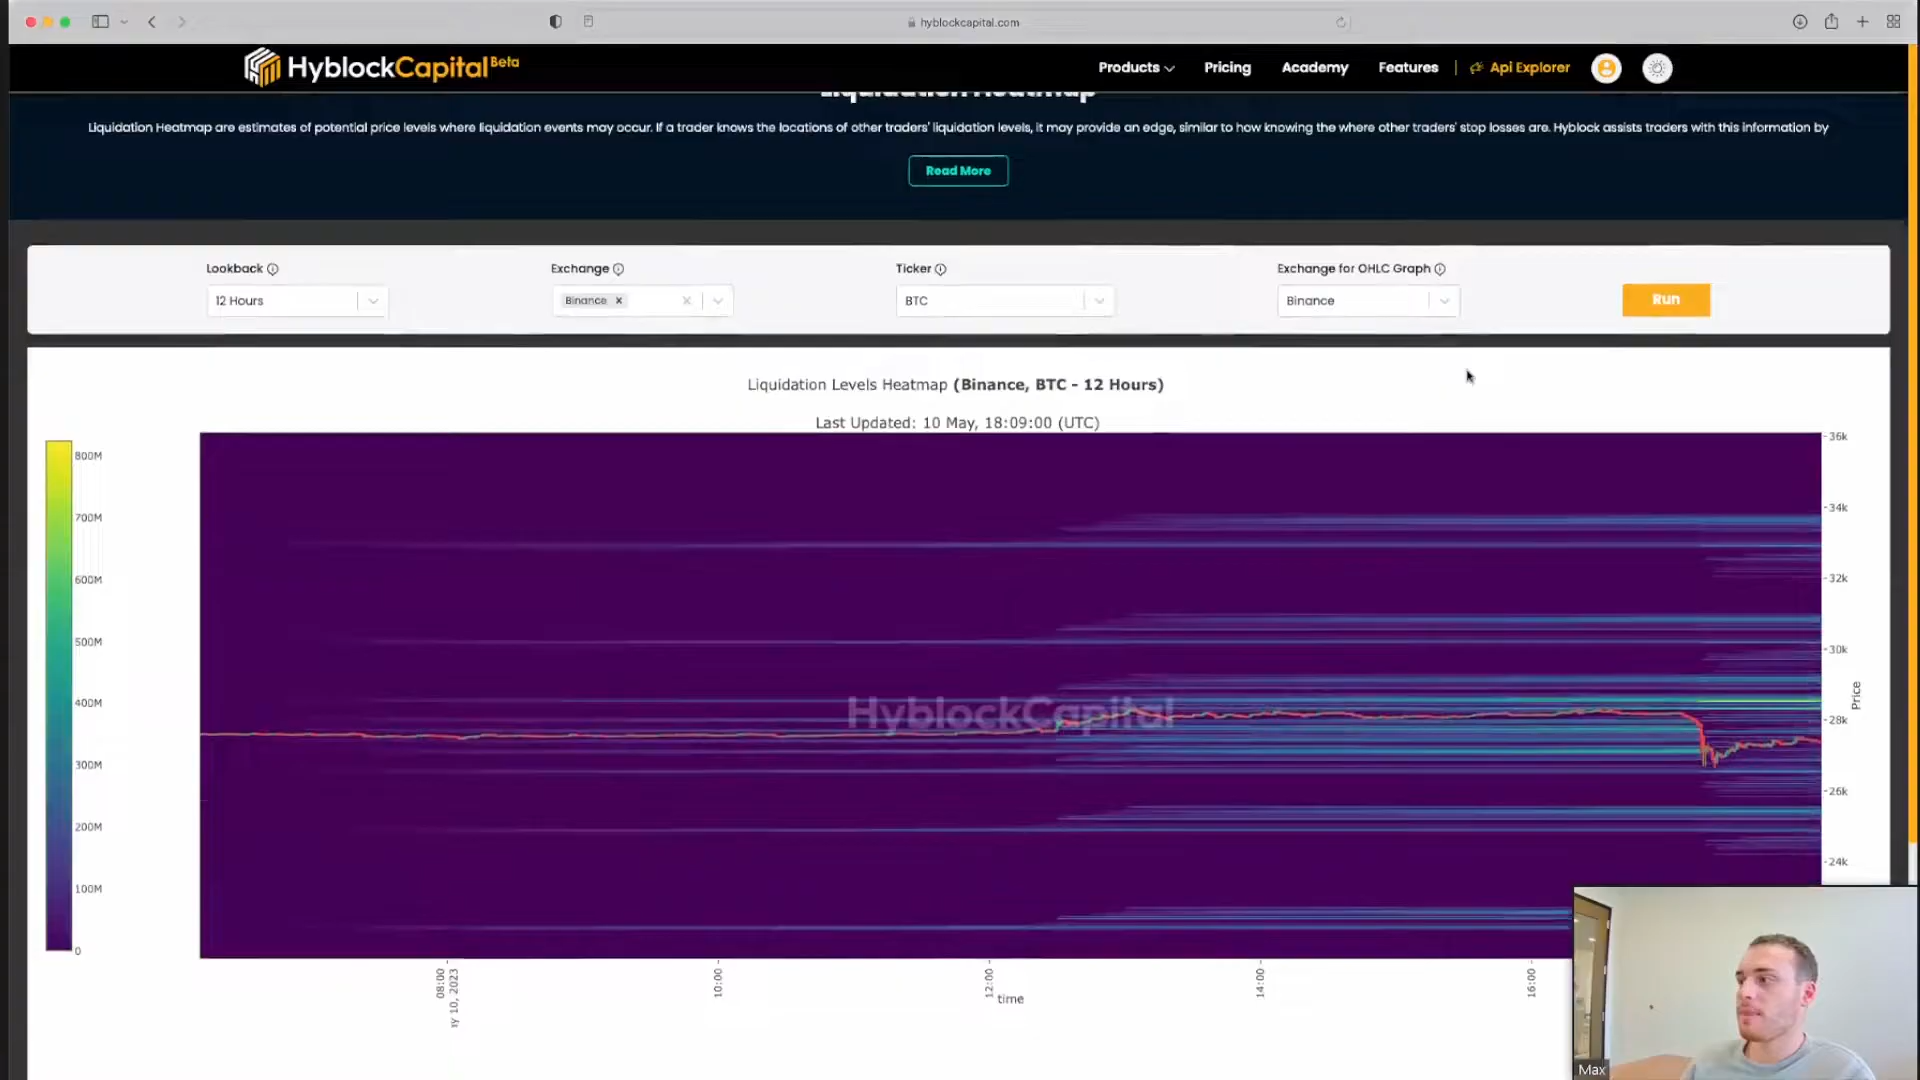 hyblockcapital.com
HyblockCapital Beta
Products
Pricing
Academy
Features
Api Explorer
Liquidation Heatmap
Liquidation Heatmap are estimates of potential price levels where liquidation events may occur. If a trader knows the locations of other traders' liquidation levels, it may provide an edge, similar to how knowing the where other traders' stop losses are. Hyblock assists traders with this information by
Read More
Lookback
Exchange
Ticker
Exchange for OHLC Graph
12 Hours
Binance
BTC
Binance
Run
Liquidation Levels Heatmap (Binance, BTC - 12 Hours)
Last Updated: 10 May, 18:09:00 (UTC)
800M
700M
600M
500M
400M
300M
200M
100M
0
HyblockCapital
36k
34k
32k
30k
28k
26k
24k
Price
08:00
y 10, 2023
10:00
12:00
14:00
16:00
time
Max